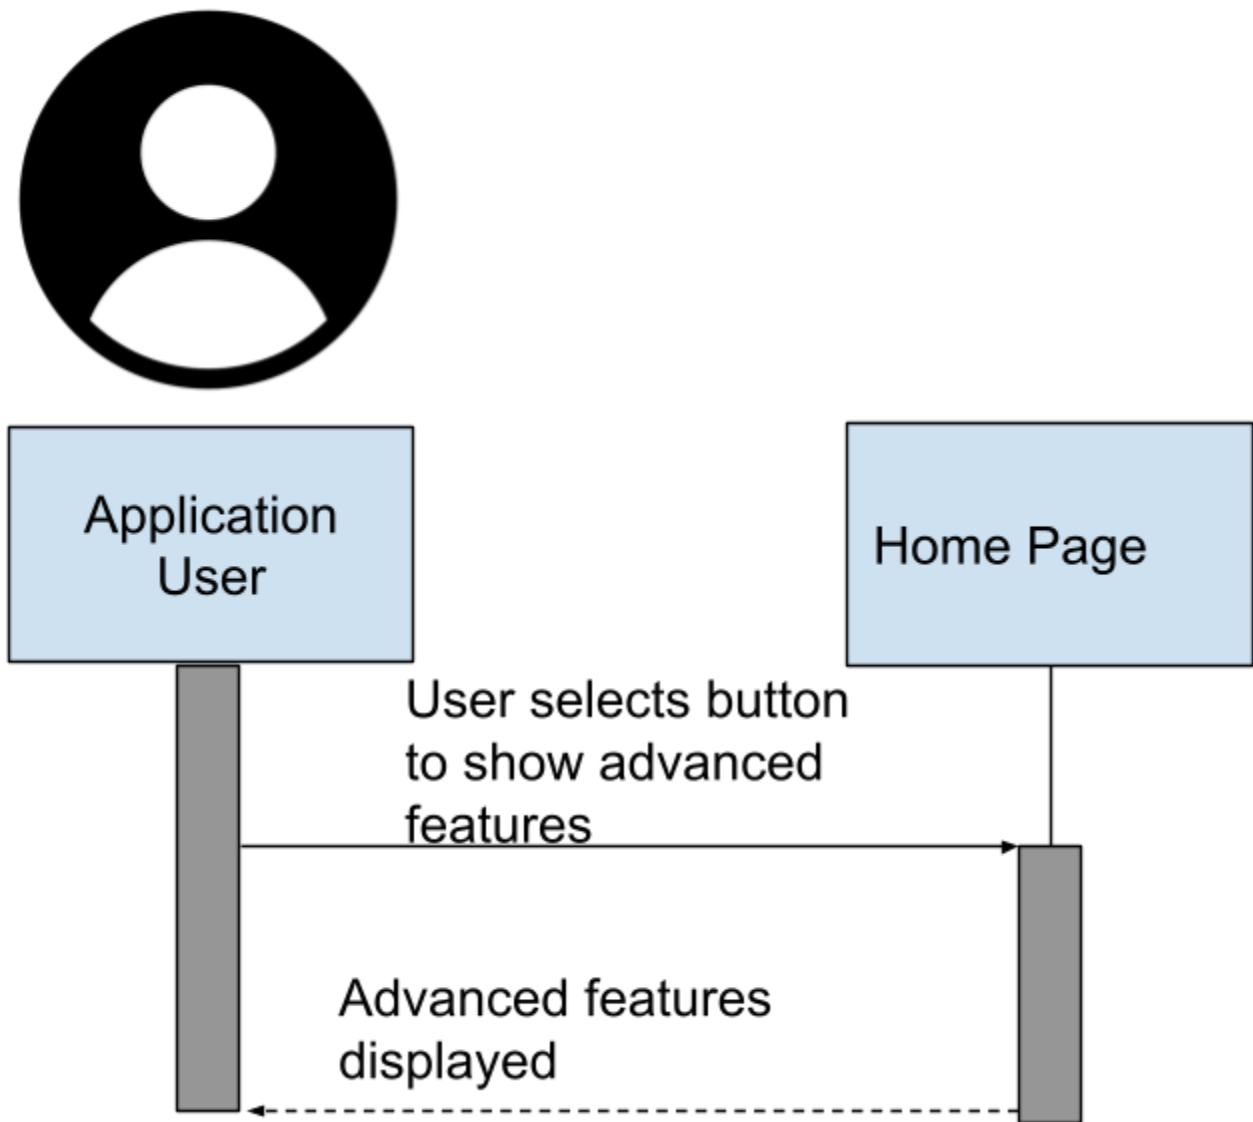 Application
User
Home Page
User selects button
to show advanced
features
Advanced features
displayed